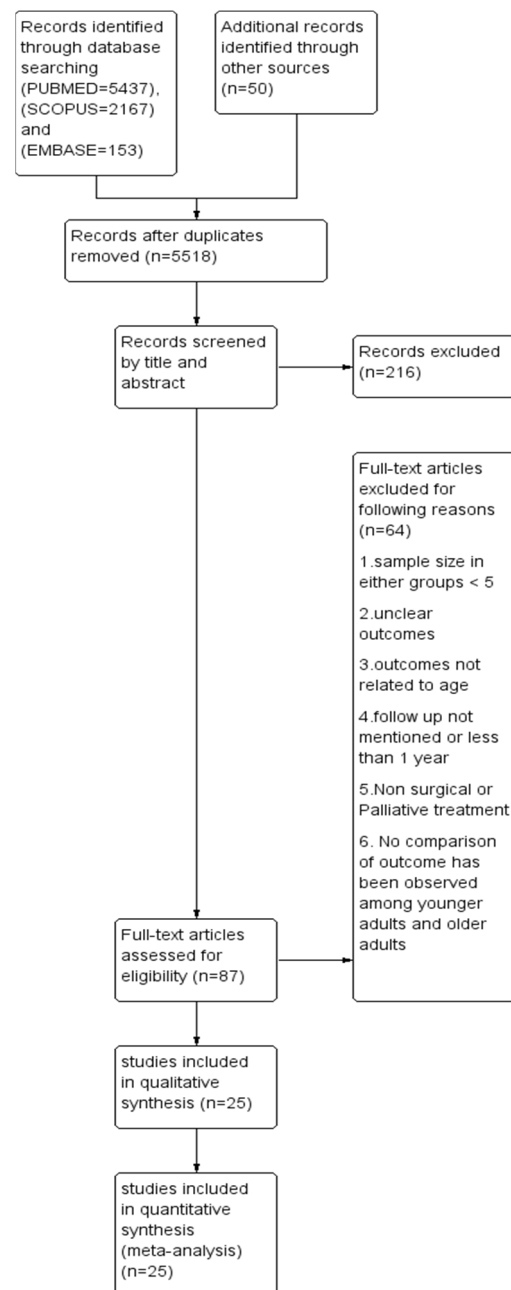 Records identified
through database
searching
(PUBMED=5437),
(SCOPUS=2167)
and
(EMBASE=153)
Additional records
identified through
other sources
(n=50)
Records after duplicates
removed (n=5518)
Records screened
by title and
abstract
Records excluded
(n=216)
Full-text articles
excluded for
following reasons
(n=64)
1.sample size in
either groups < 5
2.unclear
outcomes
3.outcomes not
related to age
4.follow up not
mentioned or less
than 1 year
5.Non surgical or
Palliative treatment
6. No comparison
of outcome has
been observed
among younger
adults and older
adults
Full-text articles
assessed for
eligibility (n=87)
studies included
in qualitative
synthesis (n=25)
studies included
in quantitative
synthesis
(meta-analysis)
(n=25)